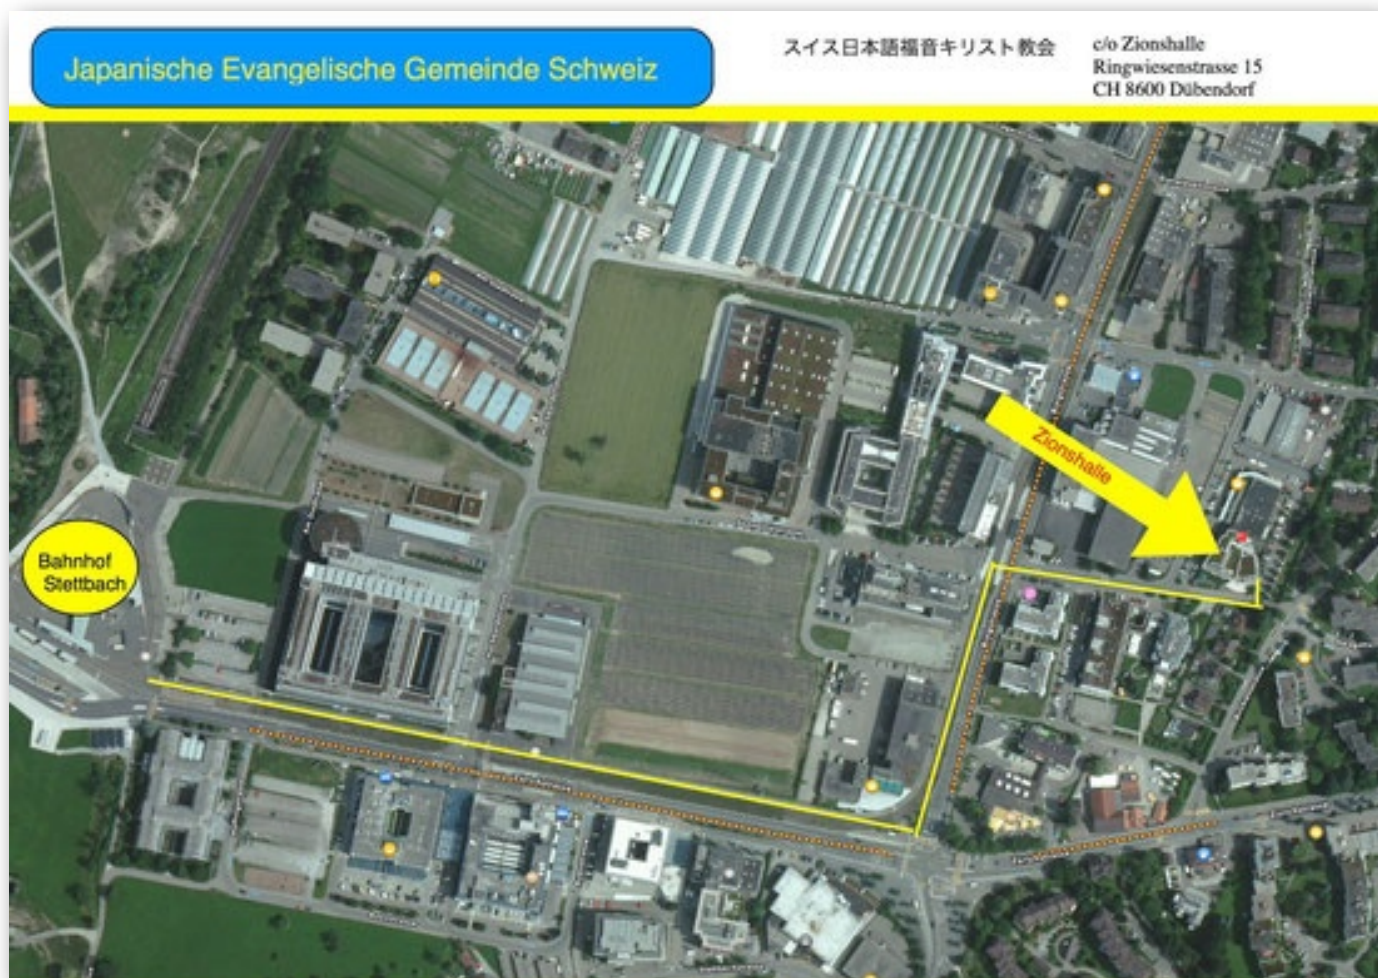 Japanische Evangelische Gemeinde Schweiz
スイス日本語福音キリスト教会
c/o Zionshalle
Ringwiesenstrasse 15
CH 8600 Dübendorf
Zionshalle
Bahnhof
Stettbach